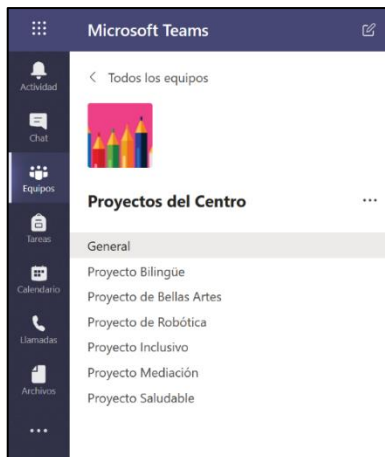 Microsoft Teams
Actividad
Chat
Equipos
Tareas
Calendario
Llamadas
Archivos
Todos los equipos
Proyectos del Centro
General
Proyecto Bilingüe
Proyecto de Bellas Artes
Proyecto de Robótica
Proyecto Inclusivo
Proyecto Mediación
Proyecto Saludable